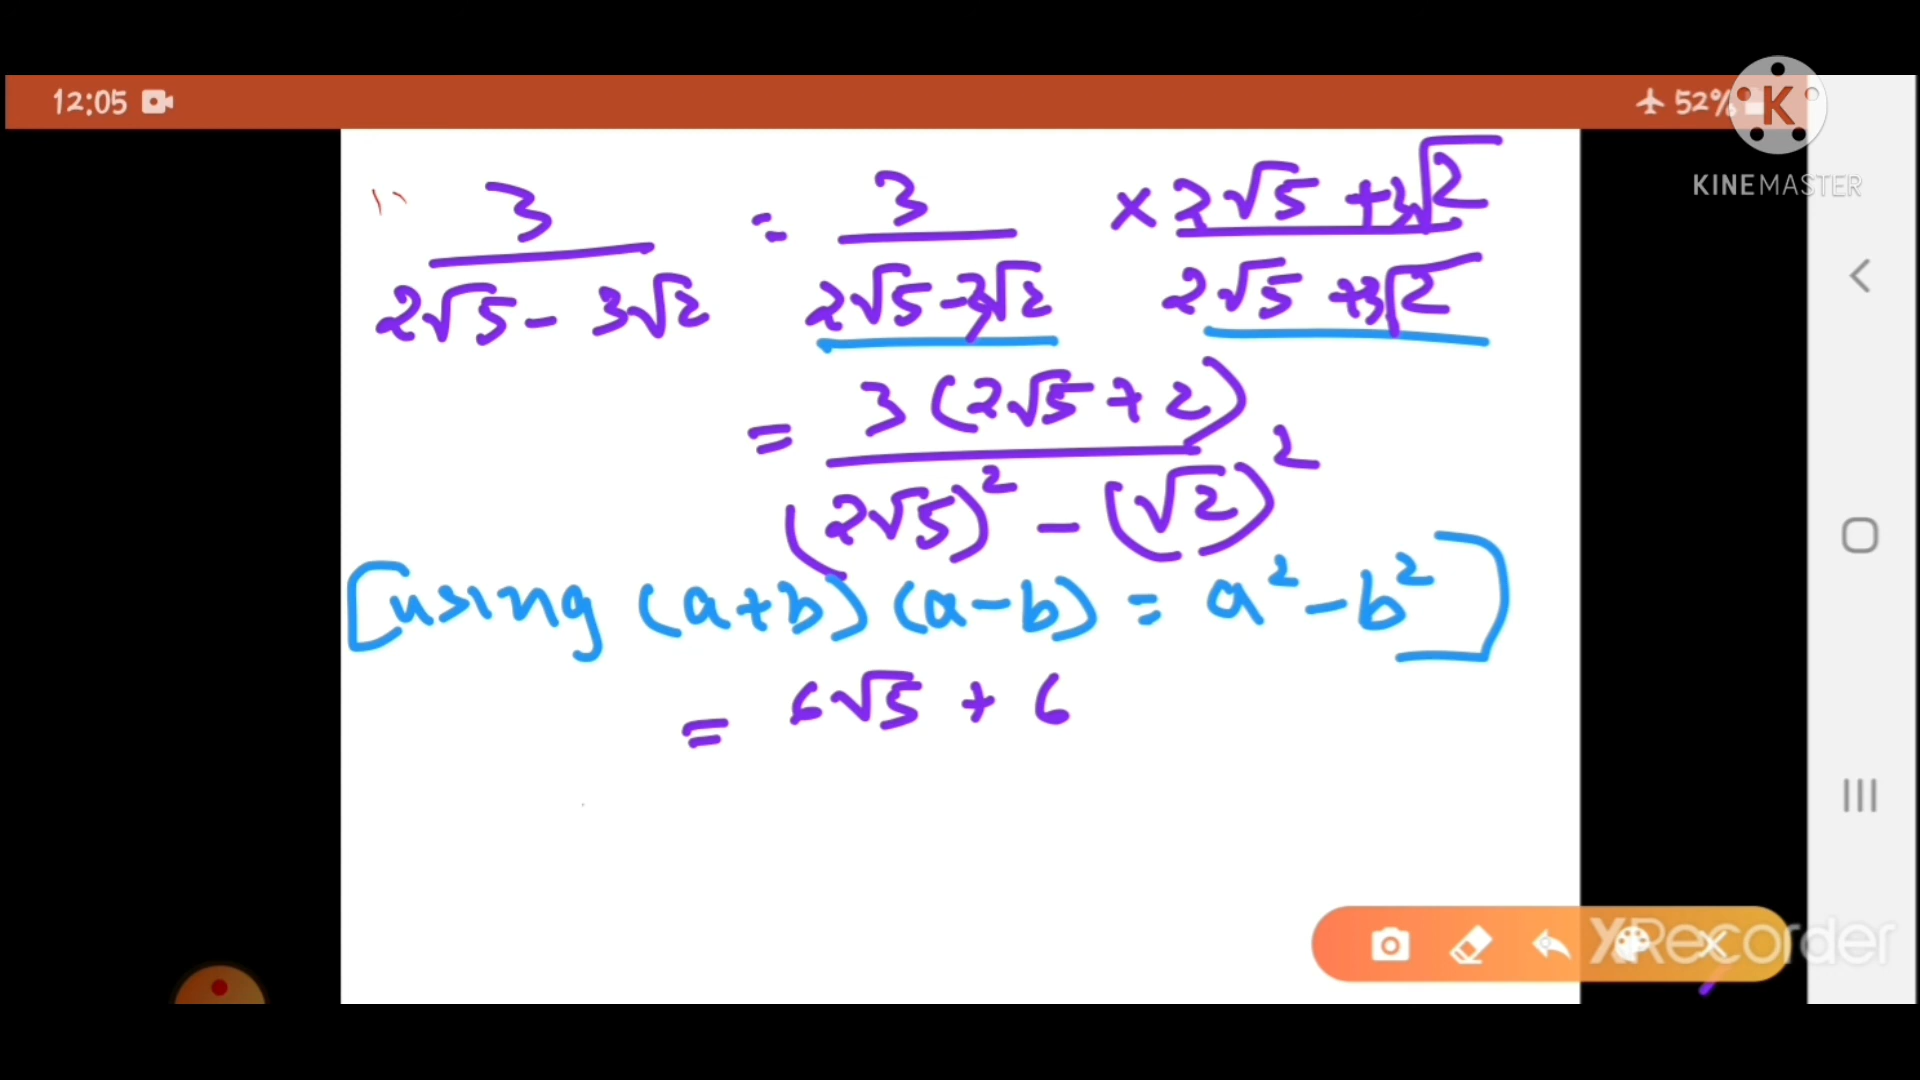 12:05
52%
K
KINEMASTER
3 / 2√5 - 3√2 = 3 / 2√5 - 3√2 × 2√5 + 3√2 / 2√5 + 3√2
= 3 (2√5 + 2) / (2√5)² - (√2)²
[using (a+b) (a-b) = a² - b²]
= 6√5 + 6
XRecorder